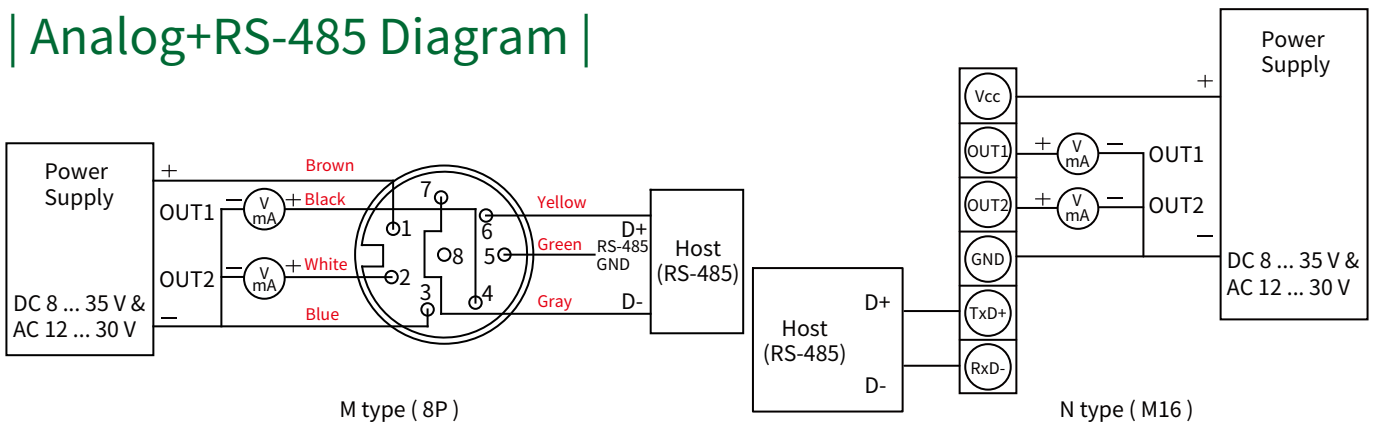 | Analog+RS-485 Diagram |
Power
Supply
DC 8 ... 35 V &
AC 12 ... 30 V
+
−
OUT1
− V mA +
OUT2
− V mA +
Brown
Black
White
Blue
1
2
3
4
5
6
7
8
Yellow
Green
Gray
D+
RS-485
GND
D-
Host
(RS-485)
M type ( 8P )
Host
(RS-485)
D+
D-
Vcc
OUT1
OUT2
GND
TxD+
RxD-
+ V mA − OUT1
+ V mA − OUT2
+
−
Power
Supply
DC 8 ... 35 V &
AC 12 ... 30 V
N type ( M16 )